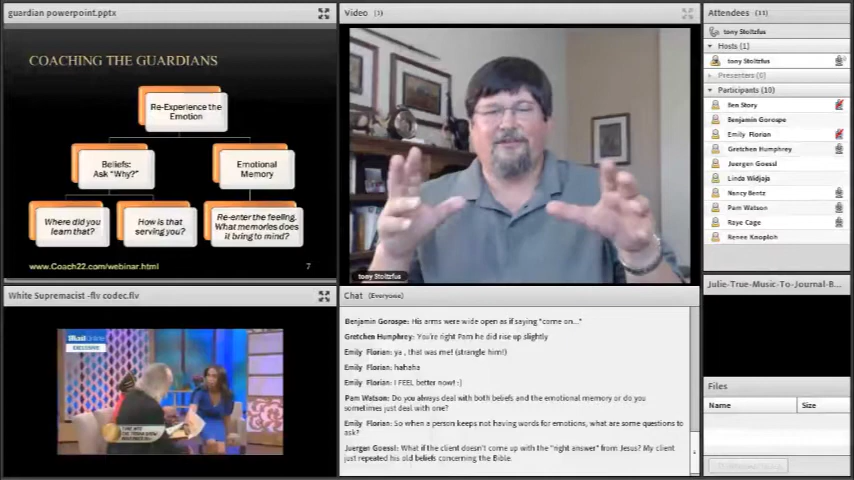 guardian powerpoint.pptx
COACHING THE GUARDIANS
Re-Experience the
Emotion
Beliefs:
Ask "Why?"
Emotional
Memory
Where did you
learn that?
How is that
serving you?
Re-enter the feeling.
What memories does
it bring to mind?
www.Coach22.com/webinar.html
7
Video
tony Stoltzfus
Attendees (11)
tony Stoltzfus
Hosts (1)
tony Stoltzfus
Presenters (0)
Participants (10)
Ben Story
Benjamin Gorospe
Emily Florian
Gretchen Humphrey
Juergen Goessl
Linda Widjaja
Nancy Bentz
Pam Watson
Raye Cage
Renee Knoploh
White Supremacist -flv codec.flv
Mail Online
EXCLUSIVE
Chat (Everyone)
Benjamin Gorospe: His arms were wide open as if saying "come on..."
Gretchen Humphrey: You're right Pam he did rise up slightly
Emily Florian: ya , that was me! (strangle him!)
Emily Florian: hahaha
Emily Florian: I FEEL better now! :)
Pam Watson: Do you always deal with both beliefs and the emotional memory or do you
sometimes just deal with one?
Emily Florian: So when a person keeps not having words for emotions, what are some questions to
ask?
Juergen Goessl: What if the client doesn't come up with the "right answer" from Jesus? My client
just repeated his old beliefs concerning the Bible.
Julie-True-Music-To-Journal-B...
Files
Name
Size